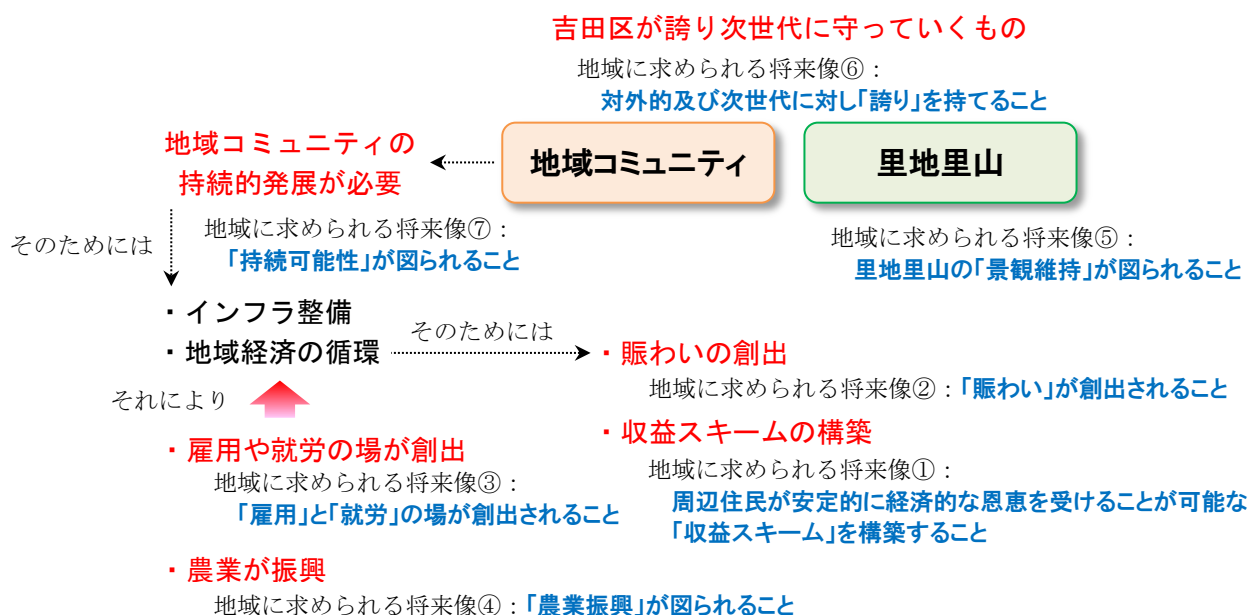 吉田区が誇り次世代に守っていくもの
地域に求められる将来像⑥：
対外的及び次世代に対し「誇り」を持てること
地域コミュニティの
持続的発展が必要
地域コミュニティ
里地里山
そのためには
地域に求められる将来像⑦：
「持続可能性」が図られること
地域に求められる将来像⑤：
里地里山の「景観維持」が図られること
・インフラ整備
・地域経済の循環
そのためには
・賑わいの創出
地域に求められる将来像②：「賑わい」が創出されること
それにより
・収益スキームの構築
地域に求められる将来像①：
周辺住民が安定的に経済的な恩恵を受けることが可能な
「収益スキーム」を構築すること
・雇用や就労の場が創出
地域に求められる将来像③：
「雇用」と「就労」の場が創出されること
・農業が振興
地域に求められる将来像④：「農業振興」が図られること